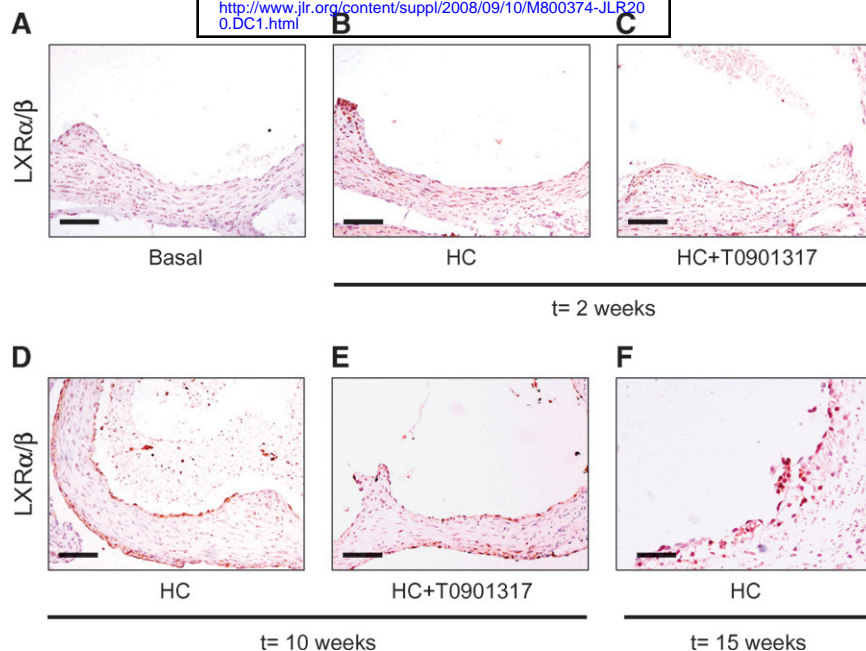 http://www.jlr.org/content/suppl/2008/09/10/M800374-JLR20
0.DC1.html
A B C
LXRα/β
Basal HC HC+T0901317
t= 2 weeks
D E F
LXRα/β
HC HC+T0901317 HC
t= 10 weeks t= 15 weeks